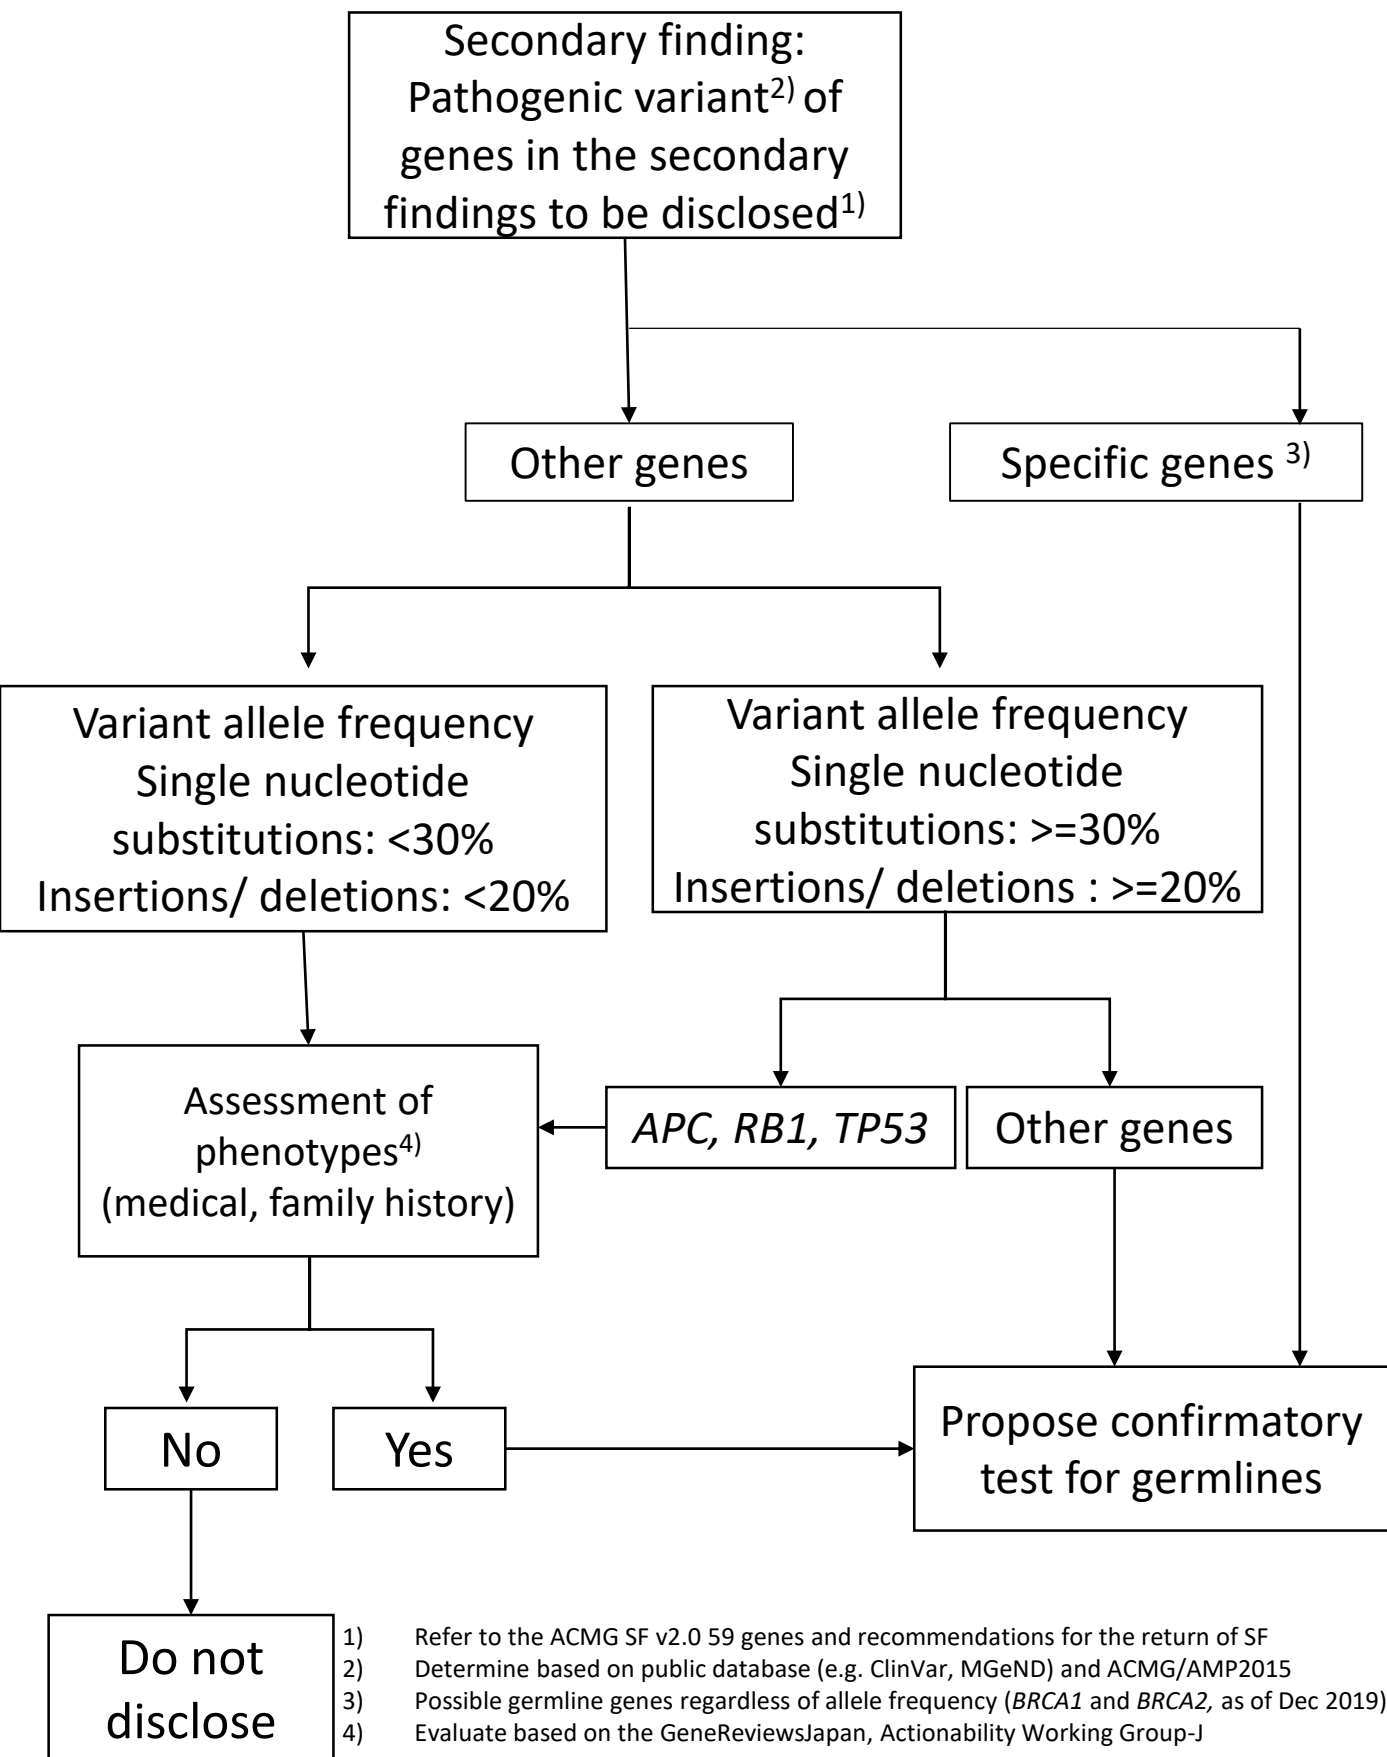 Secondary finding:
Pathogenic variant2) of
genes in the secondary
findings to be disclosed1)
Other genes
Specific genes 3)
Variant allele frequency
Single nucleotide
substitutions: <30%
Insertions/ deletions: <20%
Variant allele frequency
Single nucleotide
substitutions: >=30%
Insertions/ deletions : >=20%
Assessment of
phenotypes4)
(medical, family history)
APC, RB1, TP53
Other genes
No
Yes
Propose confirmatory
test for germlines
Do not
disclose
1) Refer to the ACMG SF v2.0 59 genes and recommendations for the return of SF
2) Determine based on public database (e.g. ClinVar, MGeND) and ACMG/AMP2015
3) Possible germline genes regardless of allele frequency (BRCA1 and BRCA2, as of Dec 2019)
4) Evaluate based on the GeneReviewsJapan, Actionability Working Group-J